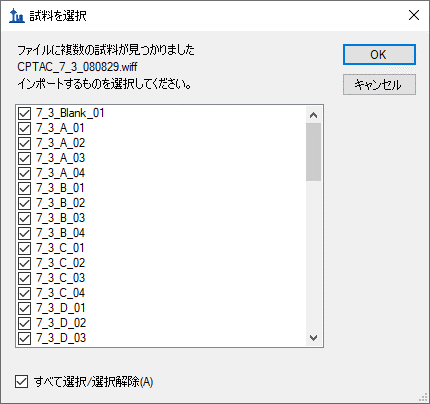 試料を選択
ファイルに複数の試料が見つかりました
CPTAC_7_3_080829.wiff
インポートするものを選択してください。
OK
キャンセル
7_3_Blank_01
7_3_A_01
7_3_A_02
7_3_A_03
7_3_A_04
7_3_B_01
7_3_B_02
7_3_B_03
7_3_B_04
7_3_C_01
7_3_C_02
7_3_C_03
7_3_C_04
7_3_D_01
7_3_D_02
7_3_D_03
すべて選択/選択解除(A)